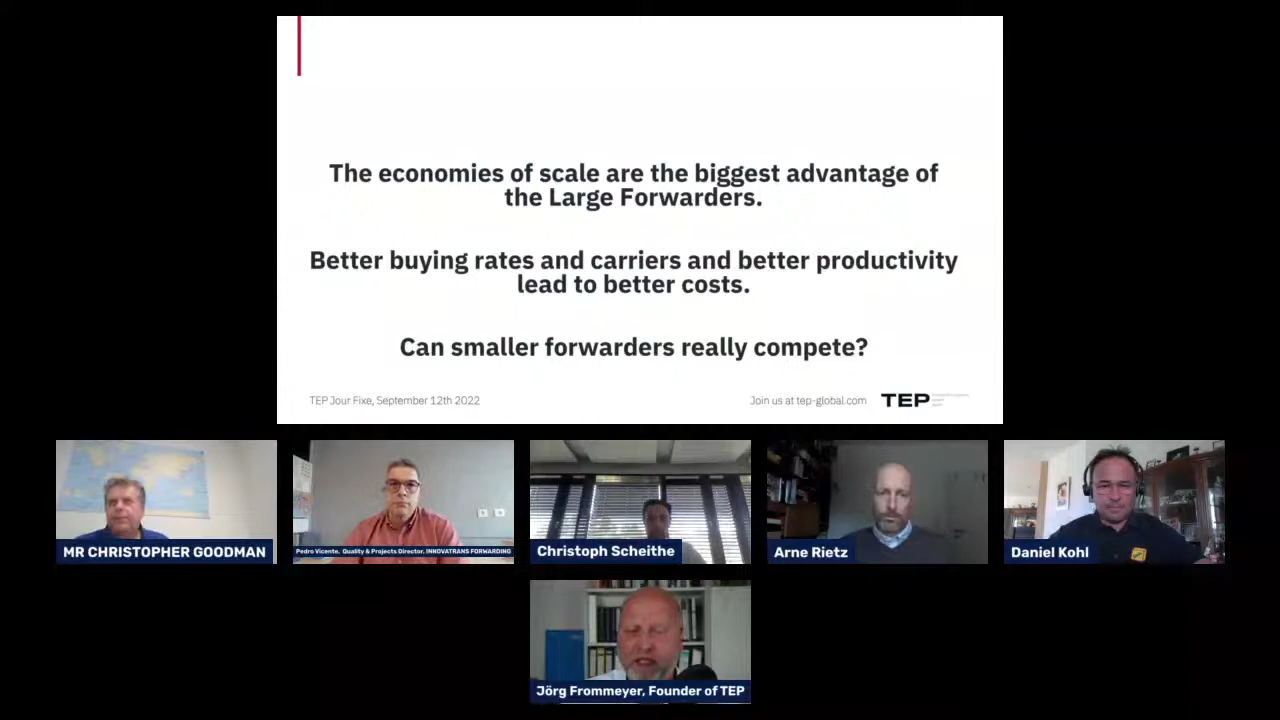 The economies of scale are the biggest advantage of
the Large Forwarders.
Better buying rates and carriers and better productivity
lead to better costs.
Can smaller forwarders really compete?
TEP Jour Fixe, September 12th 2022
Join us at tep-global.com
TEP
MR CHRISTOPHER GOODMAN
Pedro Vicente, Quality & Projects Director, INNOVATRANS FORWARDING
Christoph Scheithe
Arne Rietz
Daniel Kohl
Jörg Frommeyer, Founder of TEP